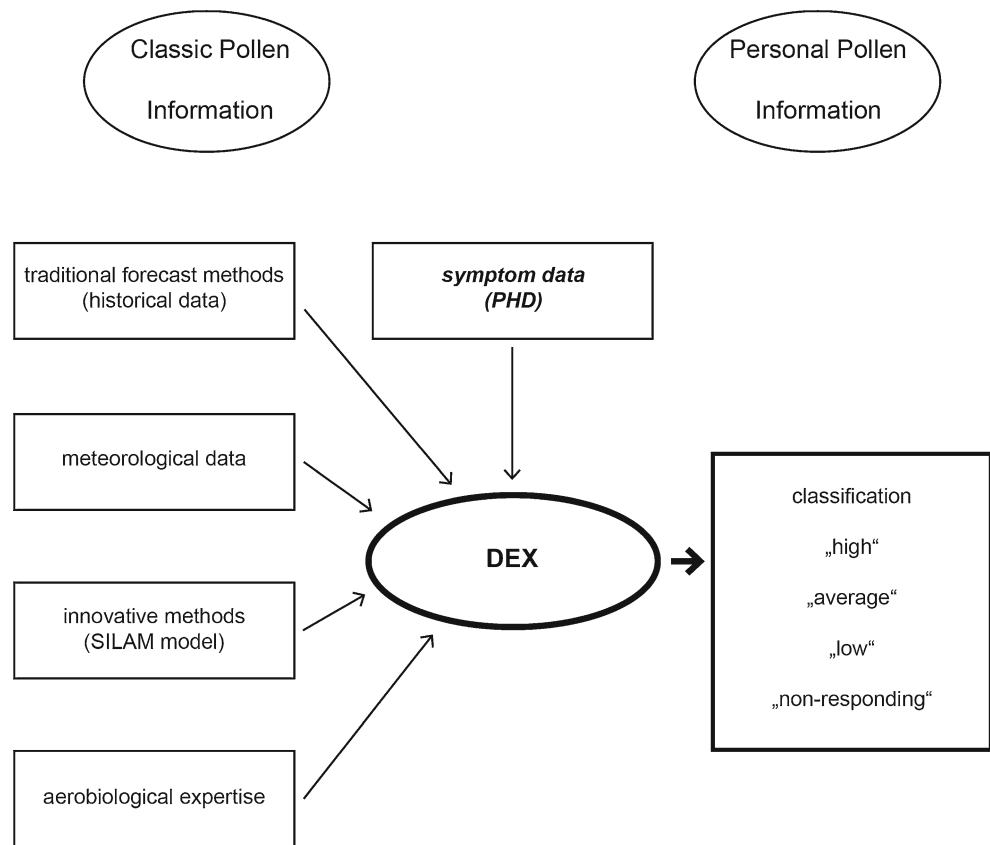 Classic Pollen
Information
Personal Pollen
Information
traditional forecast methods
(historical data)
symptom data
(PHD)
meteorological data
innovative methods
(SILAM model)
aerobiological expertise
DEX
classification
„high“
„average“
„low“
„non-responding“